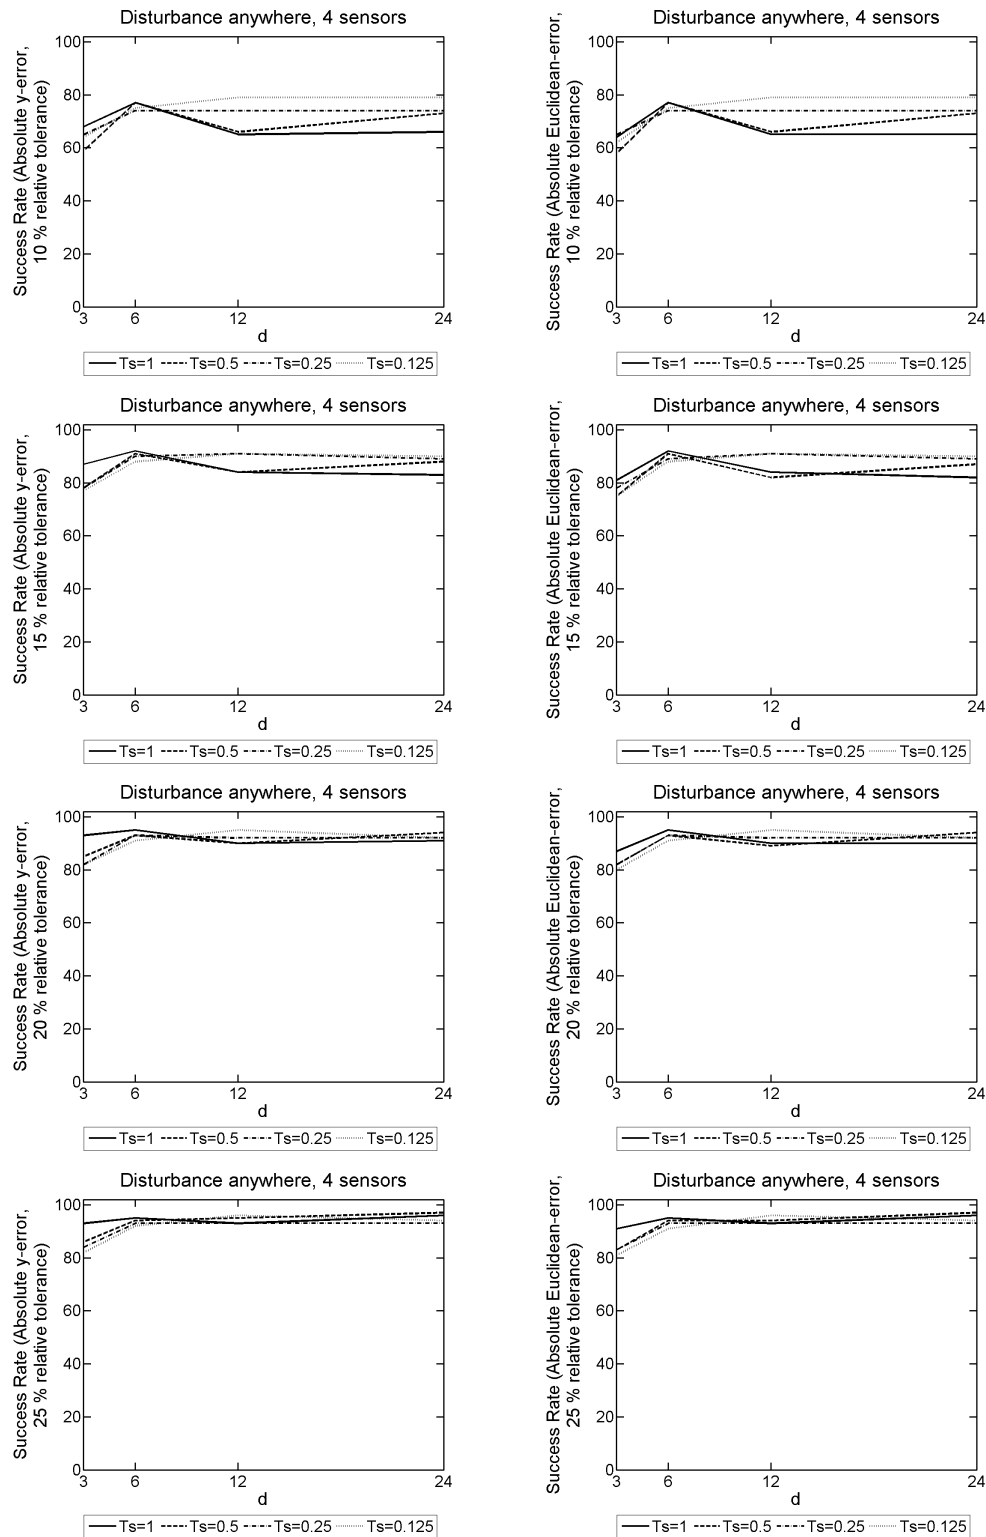 Disturbance anywhere, 4 sensors
Success Rate (Absolute y-error,
10 % relative tolerance)
100
80
60
40
20
0
3 6 12 24
d
Ts=1 Ts=0.5 Ts=0.25 Ts=0.125
Disturbance anywhere, 4 sensors
Success Rate (Absolute Euclidean-error,
10 % relative tolerance)
100
80
60
40
20
0
3 6 12 24
d
Ts=1 Ts=0.5 Ts=0.25 Ts=0.125
Disturbance anywhere, 4 sensors
Success Rate (Absolute y-error,
15 % relative tolerance)
100
80
60
40
20
0
3 6 12 24
d
Ts=1 Ts=0.5 Ts=0.25 Ts=0.125
Disturbance anywhere, 4 sensors
Success Rate (Absolute Euclidean-error,
15 % relative tolerance)
100
80
60
40
20
0
3 6 12 24
d
Ts=1 Ts=0.5 Ts=0.25 Ts=0.125
Disturbance anywhere, 4 sensors
Success Rate (Absolute y-error,
20 % relative tolerance)
100
80
60
40
20
0
3 6 12 24
d
Ts=1 Ts=0.5 Ts=0.25 Ts=0.125
Disturbance anywhere, 4 sensors
Success Rate (Absolute Euclidean-error,
20 % relative tolerance)
100
80
60
40
20
0
3 6 12 24
d
Ts=1 Ts=0.5 Ts=0.25 Ts=0.125
Disturbance anywhere, 4 sensors
Success Rate (Absolute y-error,
25 % relative tolerance)
100
80
60
40
20
0
3 6 12 24
d
Ts=1 Ts=0.5 Ts=0.25 Ts=0.125
Disturbance anywhere, 4 sensors
Success Rate (Absolute Euclidean-error,
25 % relative tolerance)
100
80
60
40
20
0
3 6 12 24
d
Ts=1 Ts=0.5 Ts=0.25 Ts=0.125